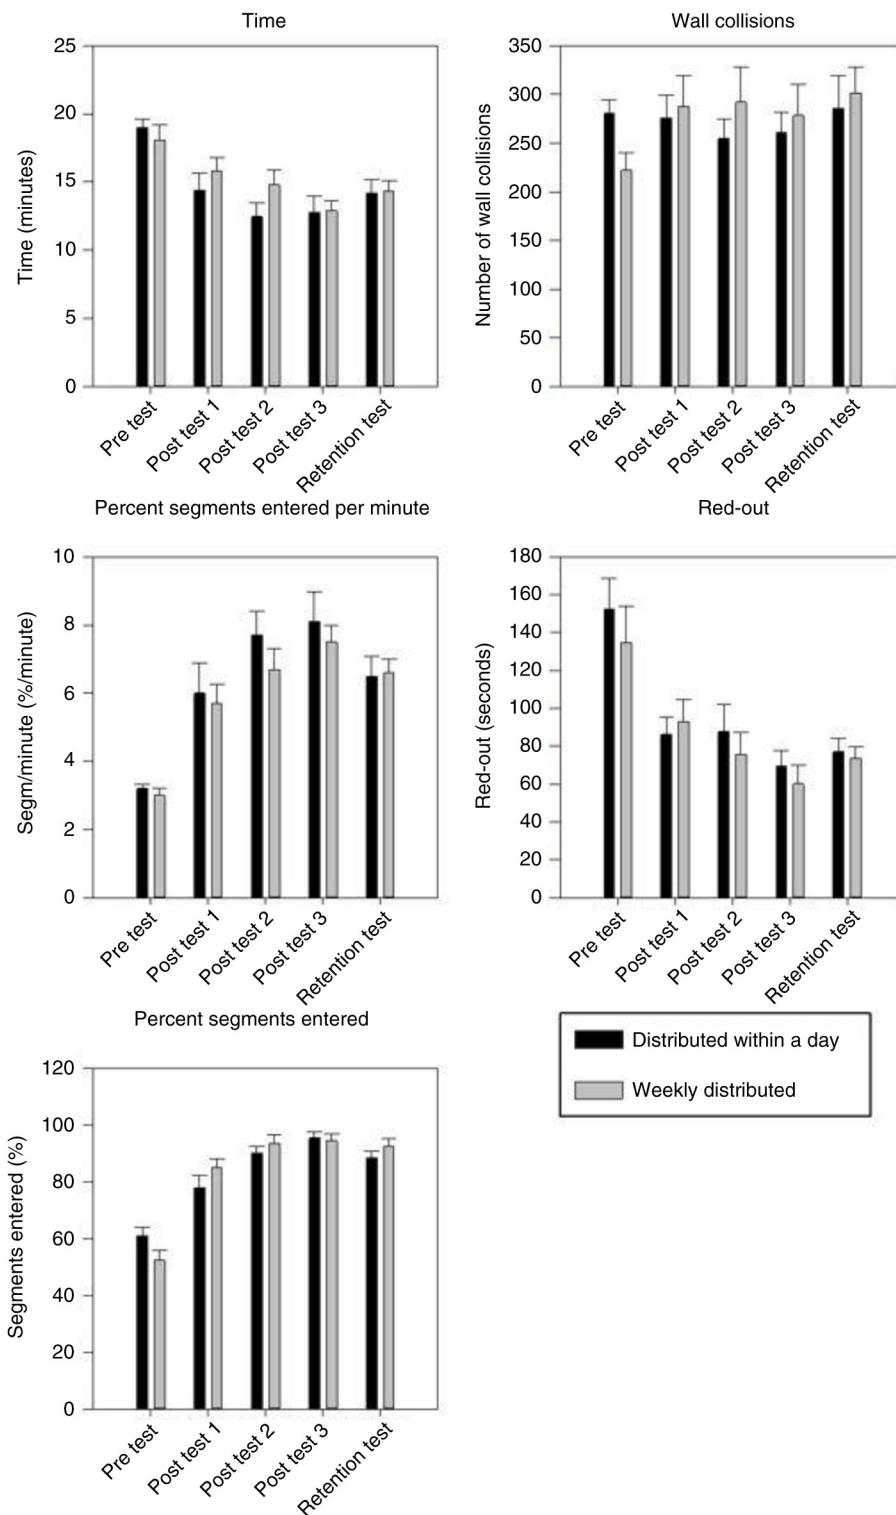 Time
Time (minutes)
25
20
15
10
5
0
Pre test
Post test 1
Post test 2
Post test 3
Retention test
Wall collisions
Number of wall collisions
350
300
250
200
150
100
50
0
Pre test
Post test 1
Post test 2
Post test 3
Retention test
Percent segments entered per minute
Segm/minute (%/minute)
10
8
6
4
2
0
Pre test
Post test 1
Post test 2
Post test 3
Retention test
Red-out
Red-out (seconds)
180
160
140
120
100
80
60
40
20
0
Pre test
Post test 1
Post test 2
Post test 3
Retention test
Percent segments entered
Segments entered (%)
120
100
80
60
40
20
0
Pre test
Post test 1
Post test 2
Post test 3
Retention test
Distributed within a day
Weekly distributed